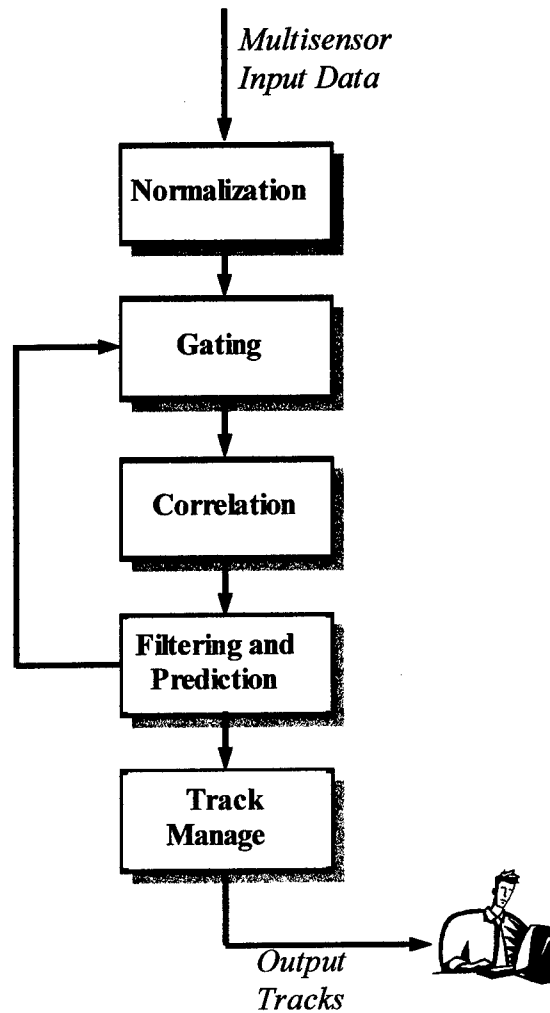 Multisensor
Input Data
Normalization
Gating
Correlation
Filtering and
Prediction
Track
Manage
Output
Tracks